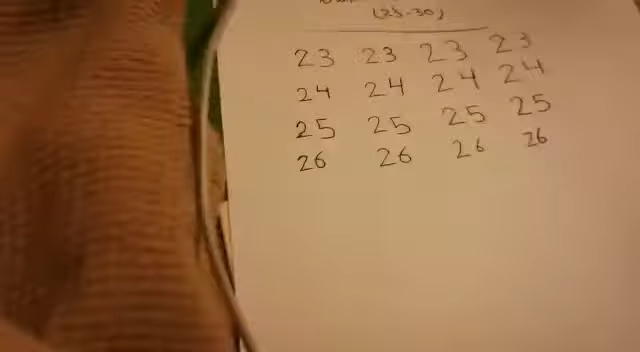 (23-30)
23 23 23 23
24 24 24 24
25 25 25 25
26 26 26 26